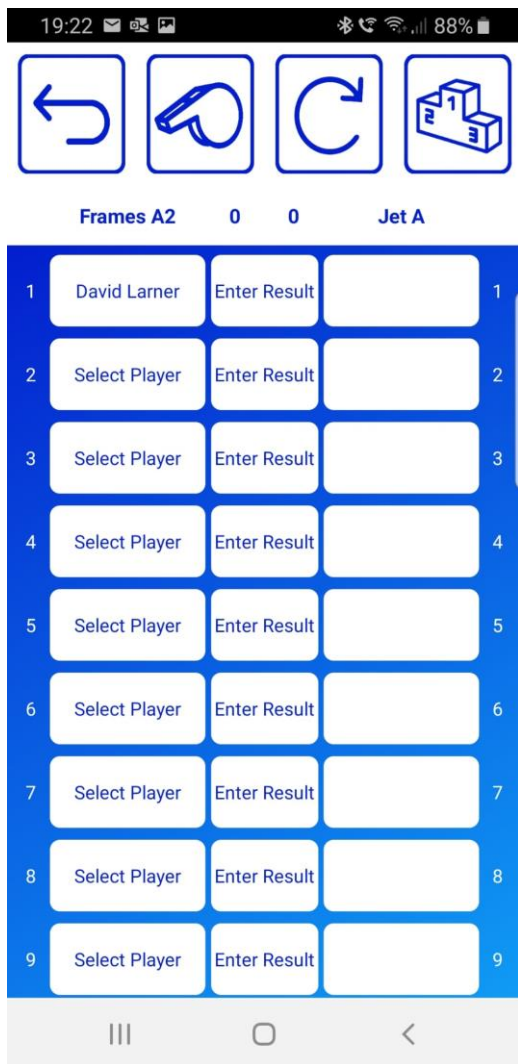 19:22 88%
2 1 3
Frames A2 0 0 Jet A
1 David Larner Enter Result 1
2 Select Player Enter Result 2
3 Select Player Enter Result 3
4 Select Player Enter Result 4
5 Select Player Enter Result 5
6 Select Player Enter Result 6
7 Select Player Enter Result 7
8 Select Player Enter Result 8
9 Select Player Enter Result 9